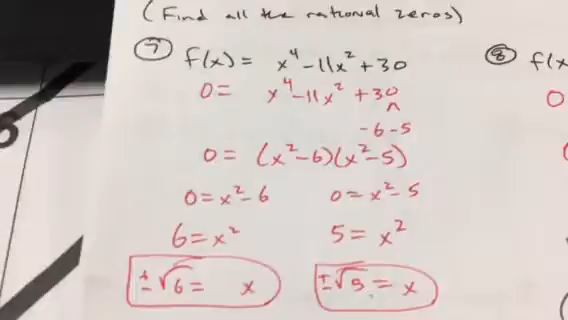 (Find all the rational zeros)
⑦ f(x) = x⁴-11x²+30
0= x⁴-11x²+30
^
-6-5
0= (x²-6)(x²-5)
0=x²-6 0=x²-5
6=x² 5=x²
±√6= x ±√5=x
⑧ f(x
0